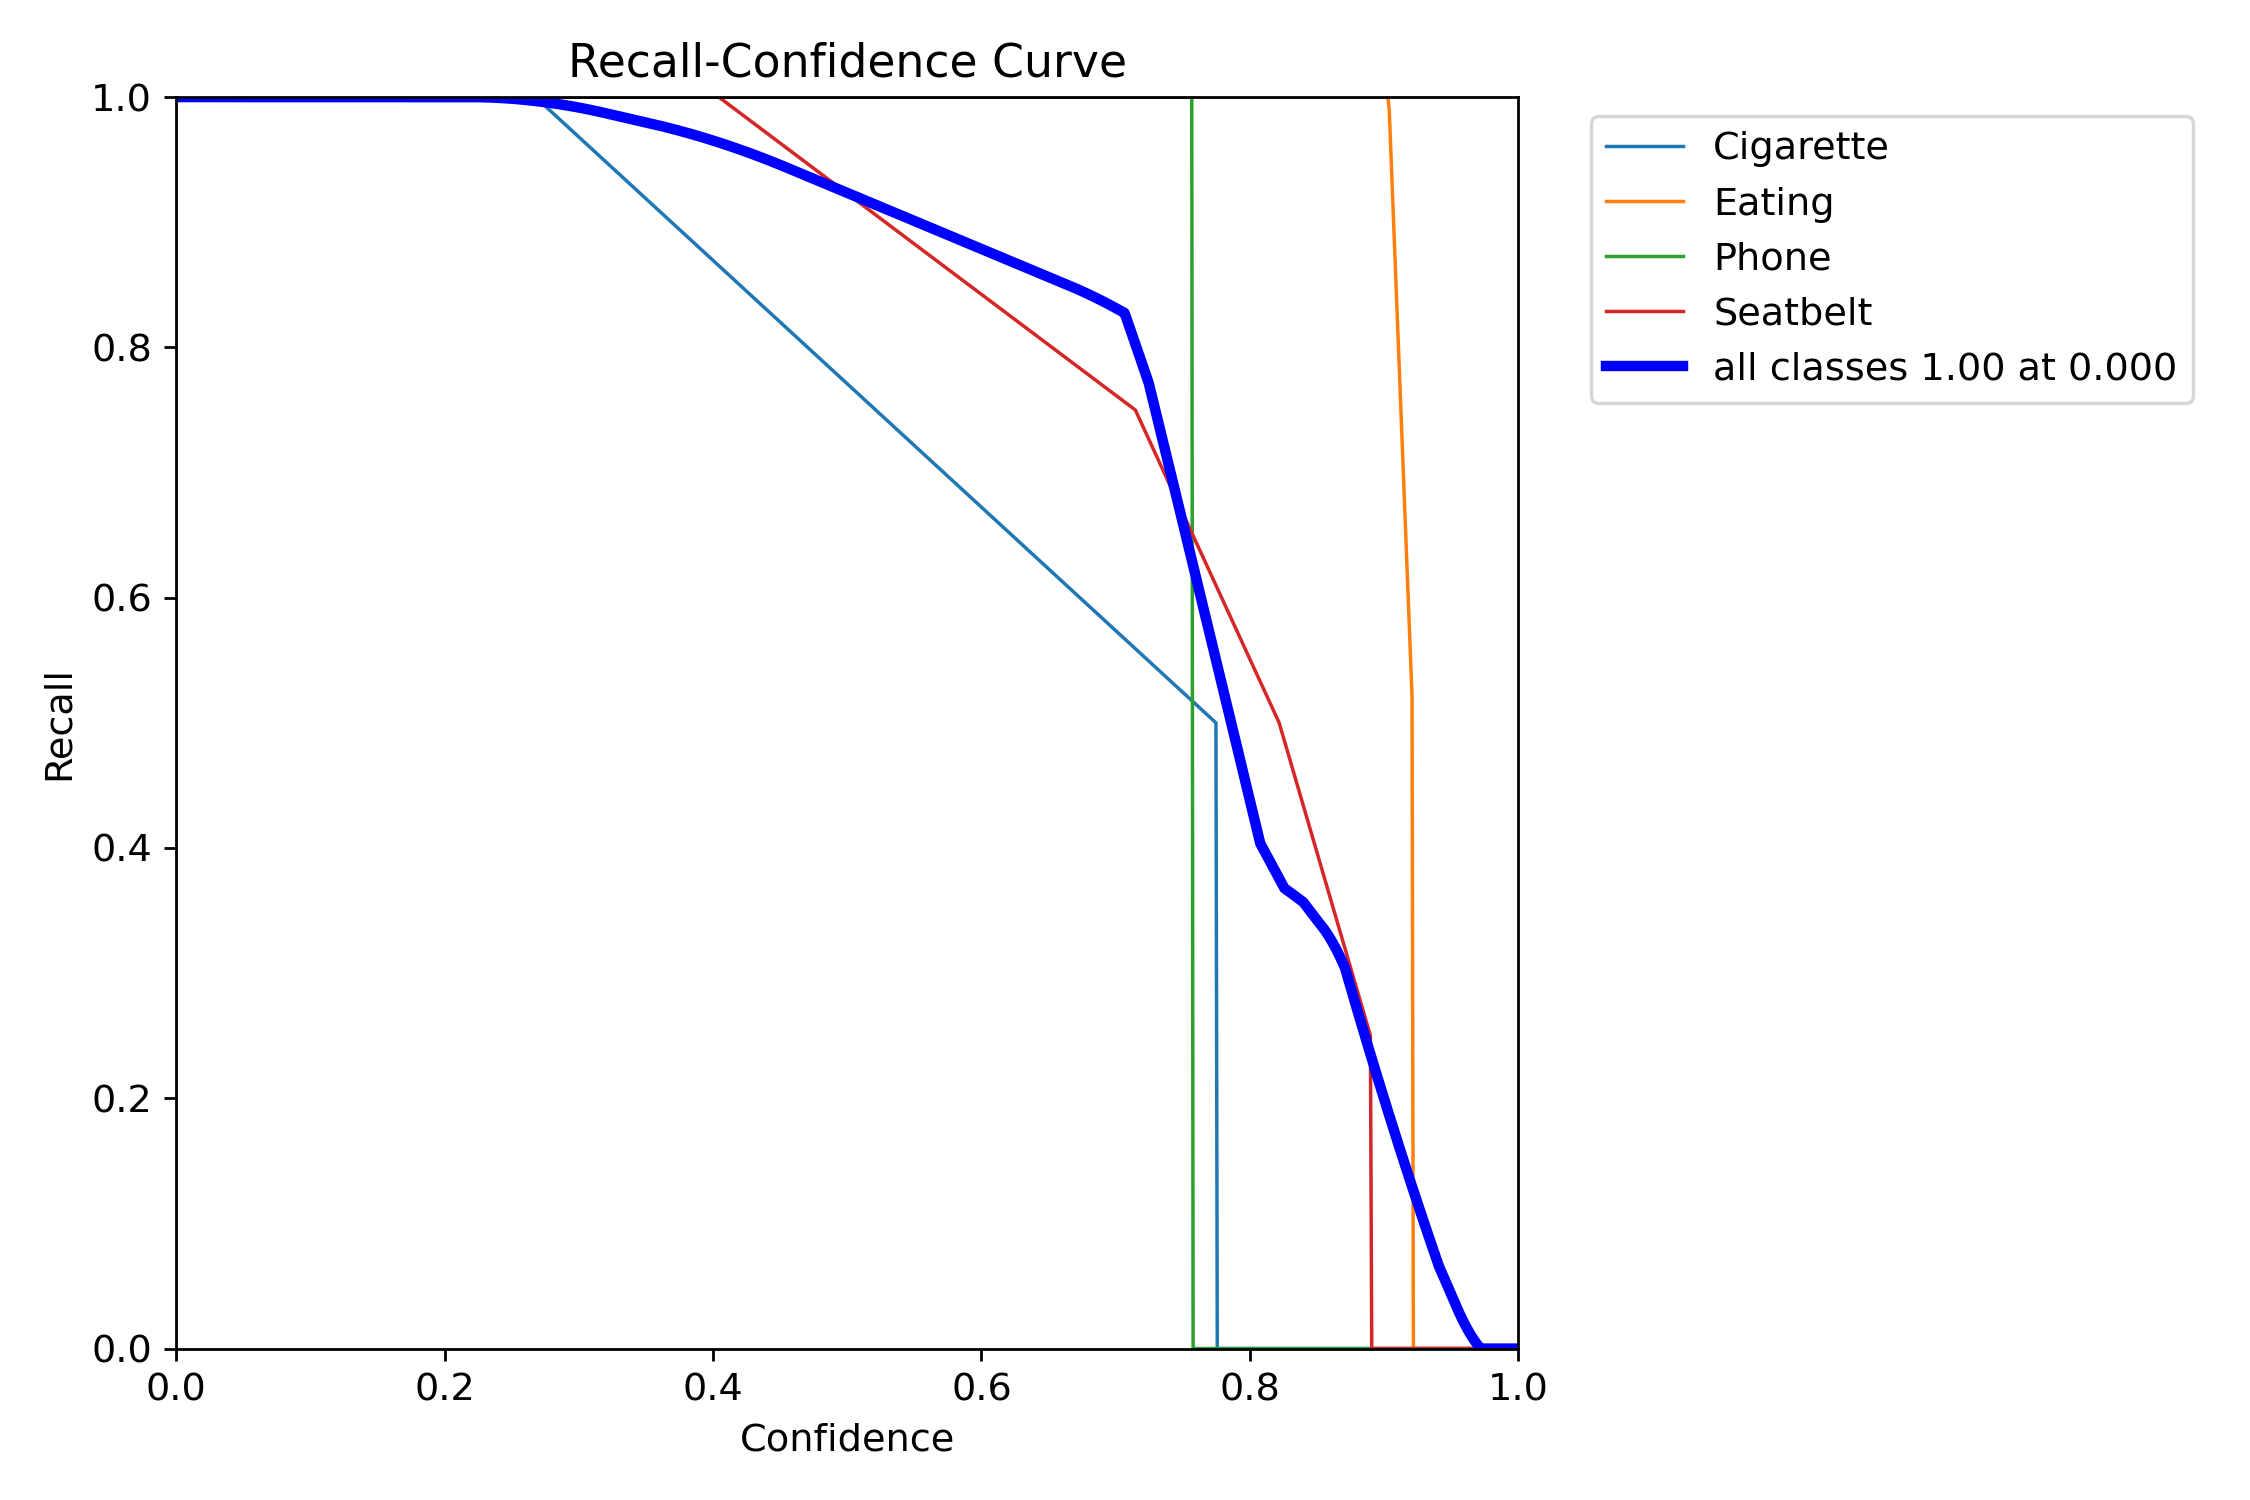 Recall-Confidence Curve
1.0
0.8
0.6
0.4
0.2
0.0
Recall
0.0 0.2 0.4 0.6 0.8 1.0
Confidence
Cigarette
Eating
Phone
Seatbelt
all classes 1.00 at 0.000